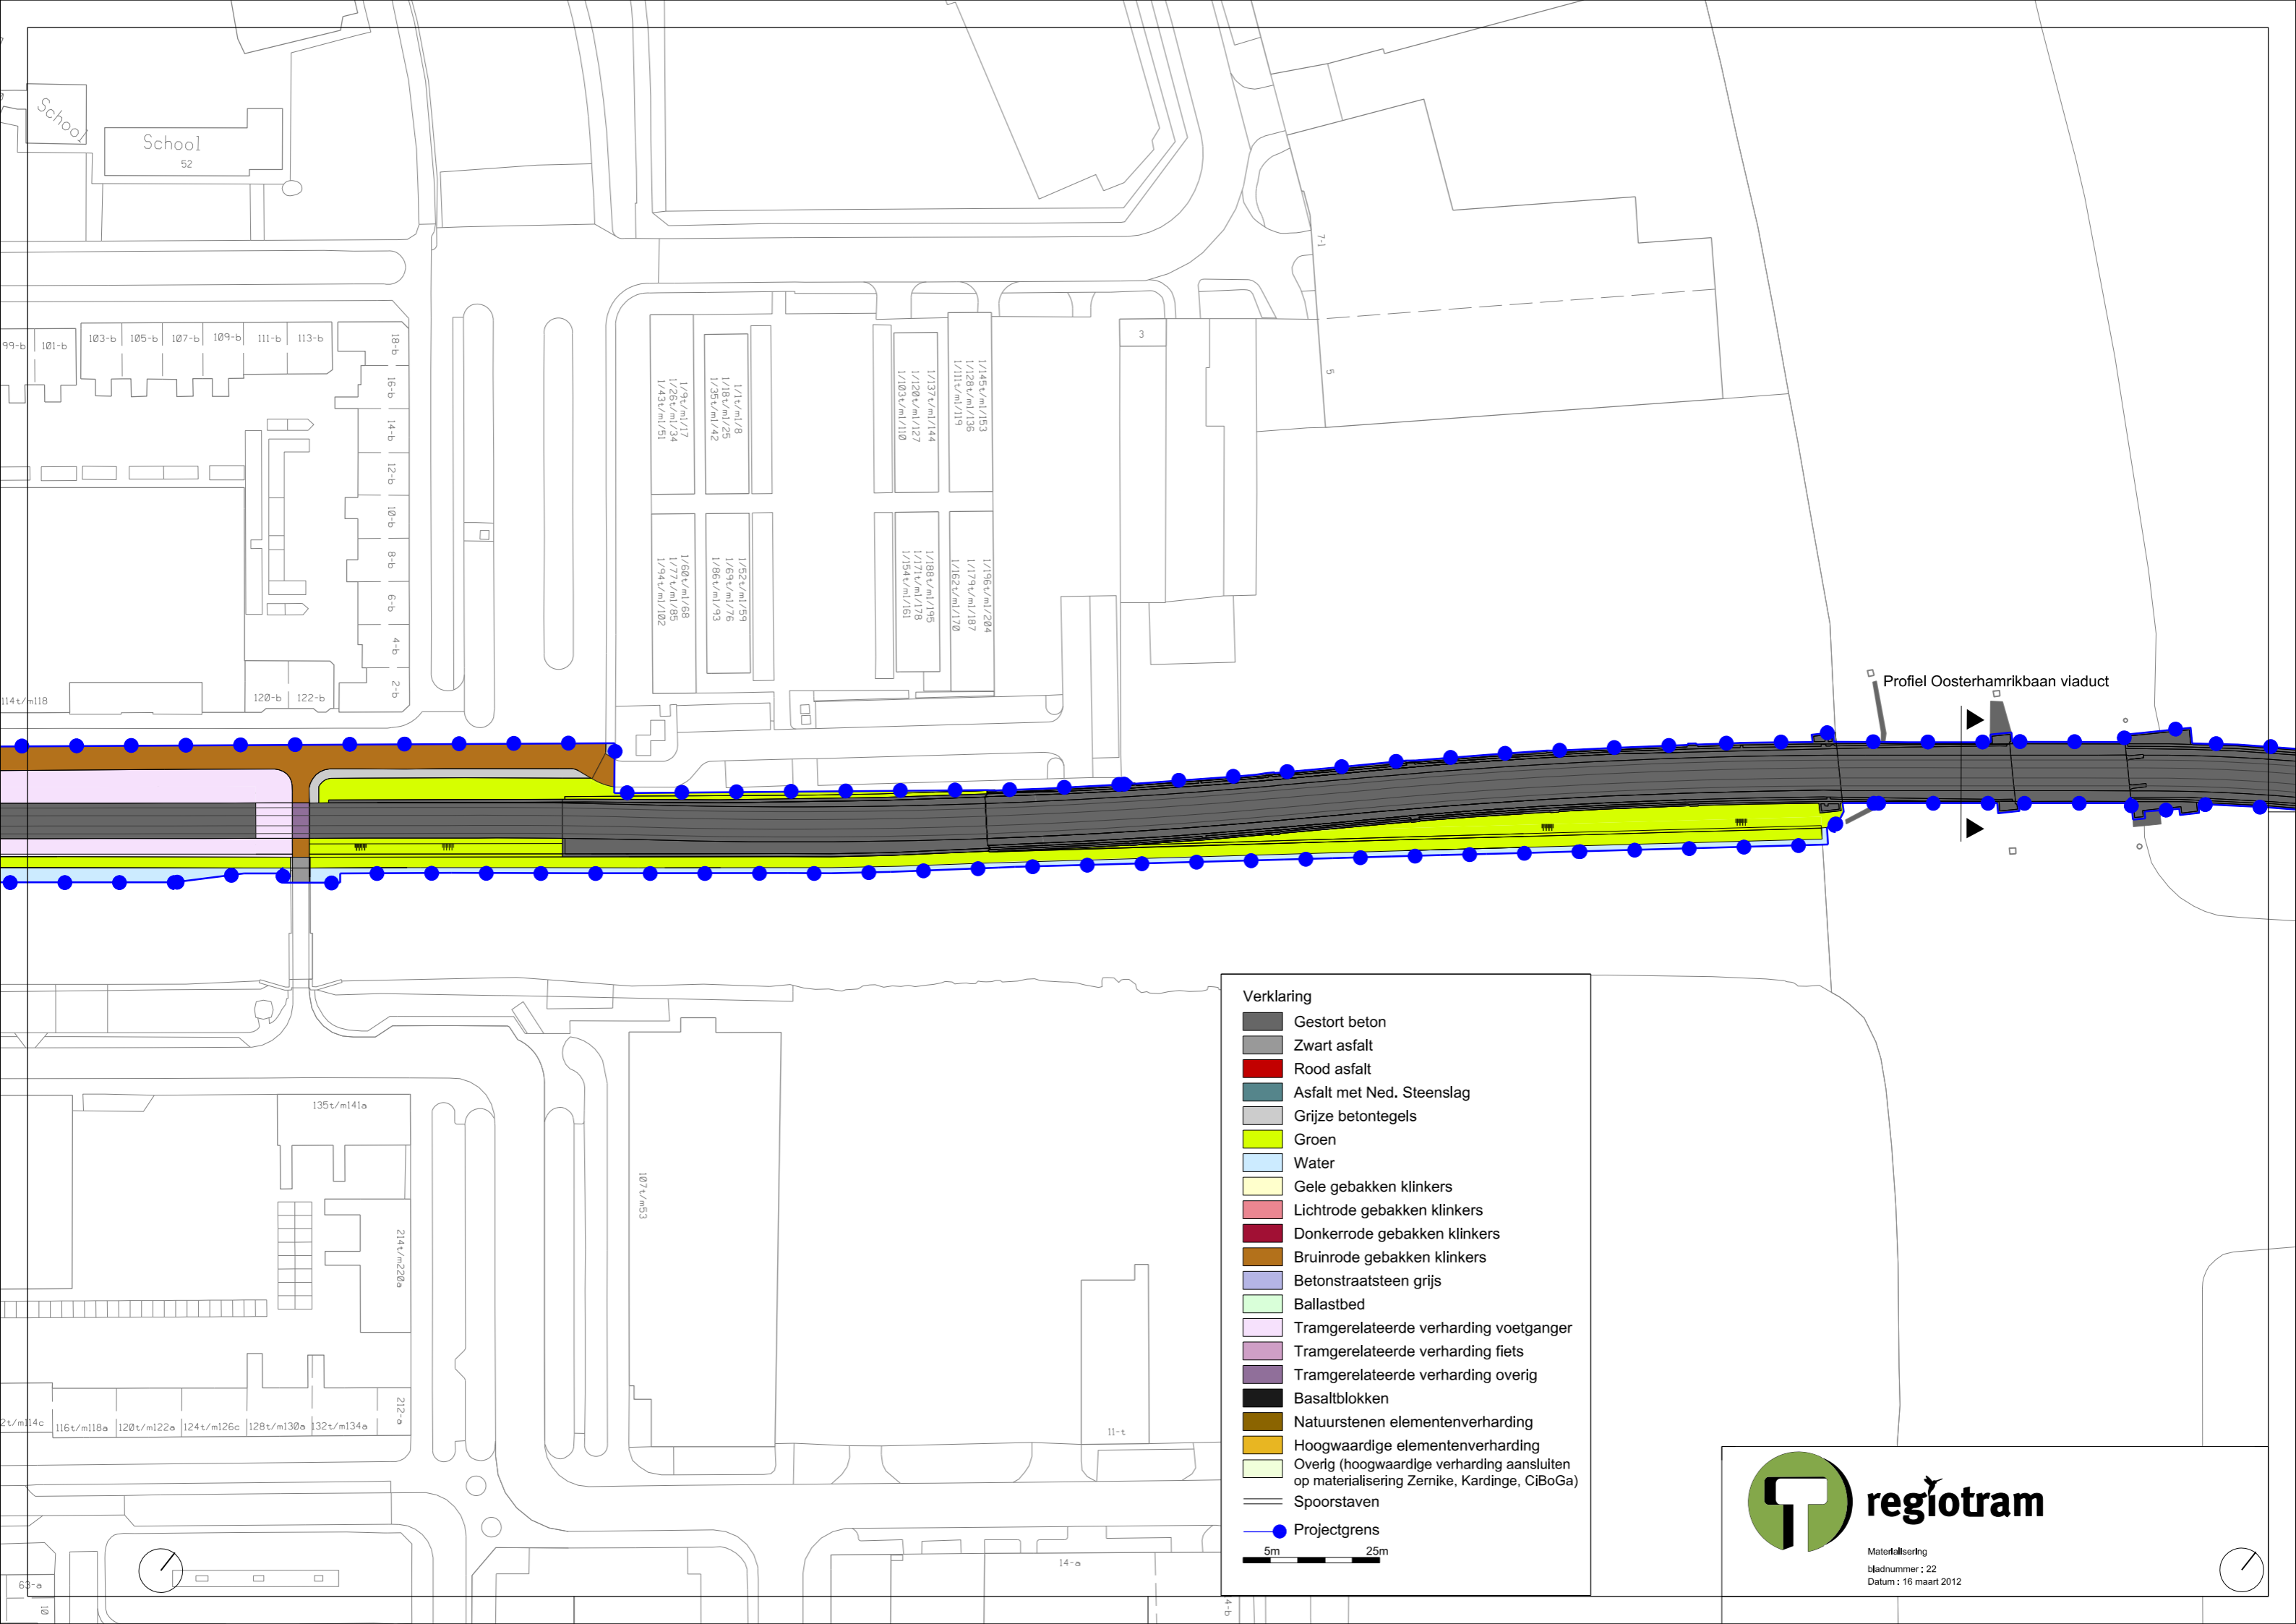 School
School
52
99-b
101-b
103-b
105-b
107-b
109-b
111-b
113-b
18-b
16-b
14-b
12-b
10-b
8-b
6-b
4-b
2-b
120-b
122-b
114t/m118
1/9t/m1/17
1/26t/m1/34
1/43t/m1/51
1/1t/m1/8
1/18t/m1/25
1/35t/m1/42
1/137t/m1/144
1/120t/m1/127
1/103t/m1/110
1/145t/m1/153
1/128t/m1/136
1/111t/m1/119
1/60t/m1/68
1/77t/m1/85
1/94t/m1/102
1/52t/m1/59
1/69t/m1/76
1/86t/m1/93
1/188t/m1/195
1/171t/m1/178
1/154t/m1/161
1/196t/m1/204
1/179t/m1/187
1/162t/m1/170
3
7-1
5
Profiel Oosterhamrikbaan viaduct
135t/m141a
214t/m220a
212-a
107t/m53
2t/m114c
116t/m118a
120t/m122a
124t/m126c
128t/m130a
132t/m134a
11-t
14-a
63-a
10
4-b
Verklaring
Gestort beton
Zwart asfalt
Rood asfalt
Asfalt met Ned. Steenslag
Grijze betontegels
Groen
Water
Gele gebakken klinkers
Lichtrode gebakken klinkers
Donkerrode gebakken klinkers
Bruinrode gebakken klinkers
Betonstraatsteen grijs
Ballastbed
Tramgerelateerde verharding voetganger
Tramgerelateerde verharding fiets
Tramgerelateerde verharding overig
Basaltblokken
Natuurstenen elementenverharding
Hoogwaardige elementenverharding
Overig (hoogwaardige verharding aansluiten
op materialisering Zernike, Kardinge, CiBoGa)
Spoorstaven
Projectgrens
5m 25m
regiotram
Materialisering
bladnummer : 22
Datum : 16 maart 2012